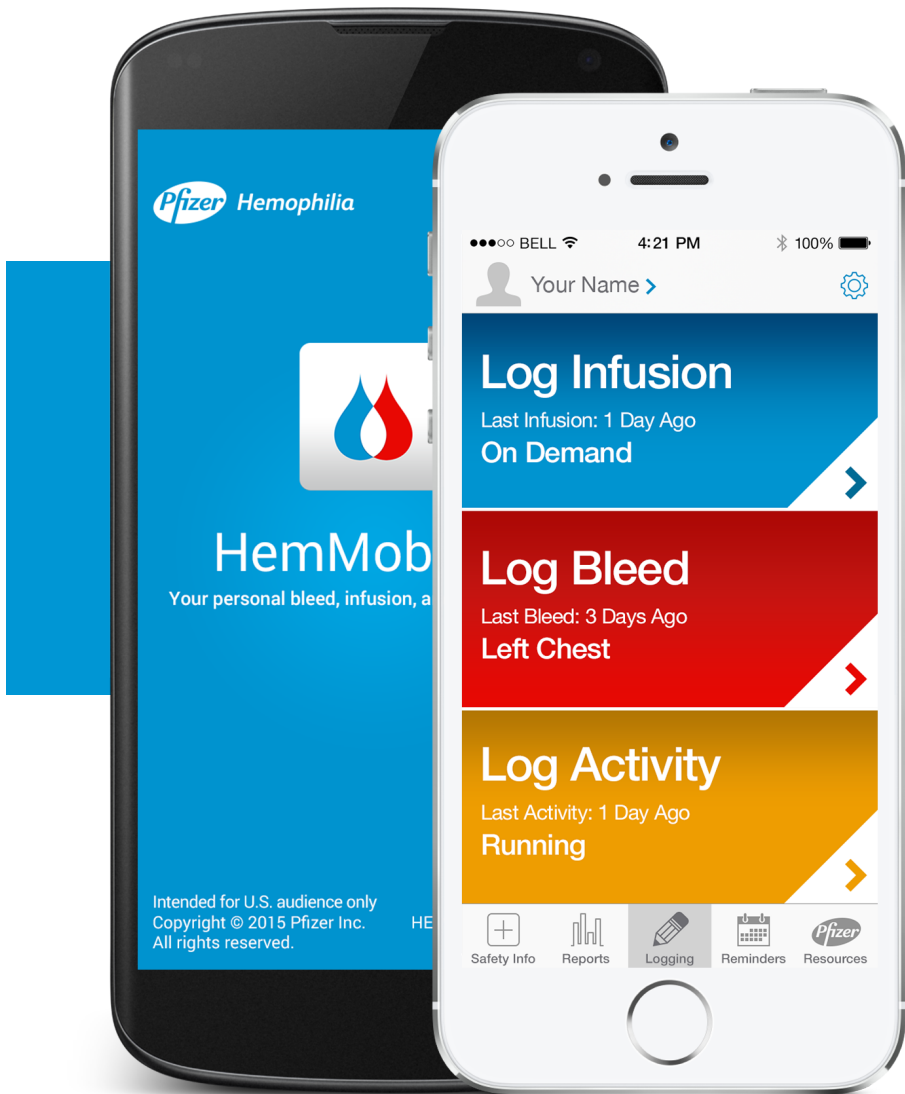 Pfizer Hemophilia
HemMob
Your personal bleed, infusion, a
Intended for U.S. audience only
Copyright © 2015 Pfizer Inc. HE
All rights reserved.
BELL 4:21 PM 100%
Your Name
Log Infusion
Last Infusion: 1 Day Ago
On Demand
Log Bleed
Last Bleed: 3 Days Ago
Left Chest
Log Activity
Last Activity: 1 Day Ago
Running
Safety Info Reports Logging Reminders Pfizer Resources